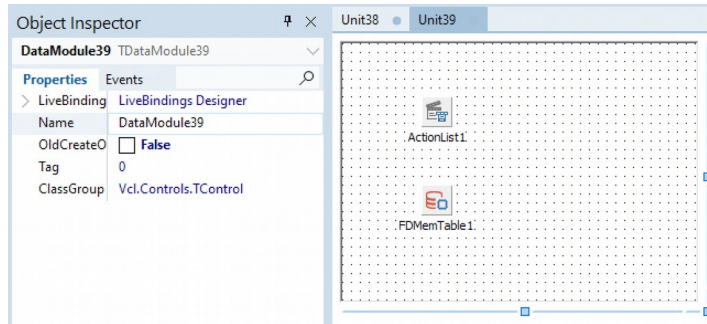 Object Inspector
DataModule39 TDataModule39
Properties Events
LiveBinding LiveBindings Designer
Name DataModule39
OldCreateO False
Tag 0
ClassGroup Vcl.Controls.TControl
Unit38 Unit39
ActionList1
FDMemTable1